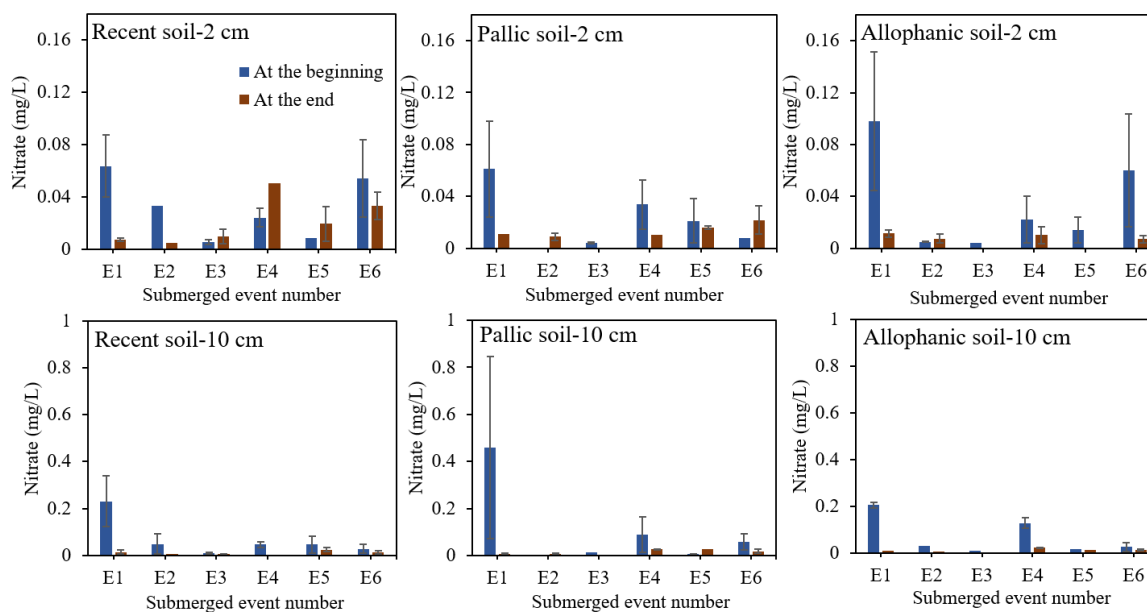 Recent soil-2 cm
At the beginning
At the end
Nitrate (mg/L)
0.16
0.12
0.08
0.04
0
E1 E2 E3 E4 E5 E6
Submerged event number
Pallic soil-2 cm
Nitrate (mg/L)
0.16
0.12
0.08
0.04
0
E1 E2 E3 E4 E5 E6
Submerged event number
Allophanic soil-2 cm
Nitrate (mg/L)
0.16
0.12
0.08
0.04
0
E1 E2 E3 E4 E5 E6
Submerged event number
Recent soil-10 cm
Nitrate (mg/L)
1
0.8
0.6
0.4
0.2
0
E1 E2 E3 E4 E5 E6
Submerged event number
Pallic soil-10 cm
Nitrate (mg/L)
1
0.8
0.6
0.4
0.2
0
E1 E2 E3 E4 E5 E6
Submerged event number
Allophanic soil-10 cm
Nitrate (mg/L)
1
0.8
0.6
0.4
0.2
0
E1 E2 E3 E4 E5 E6
Submerged event number